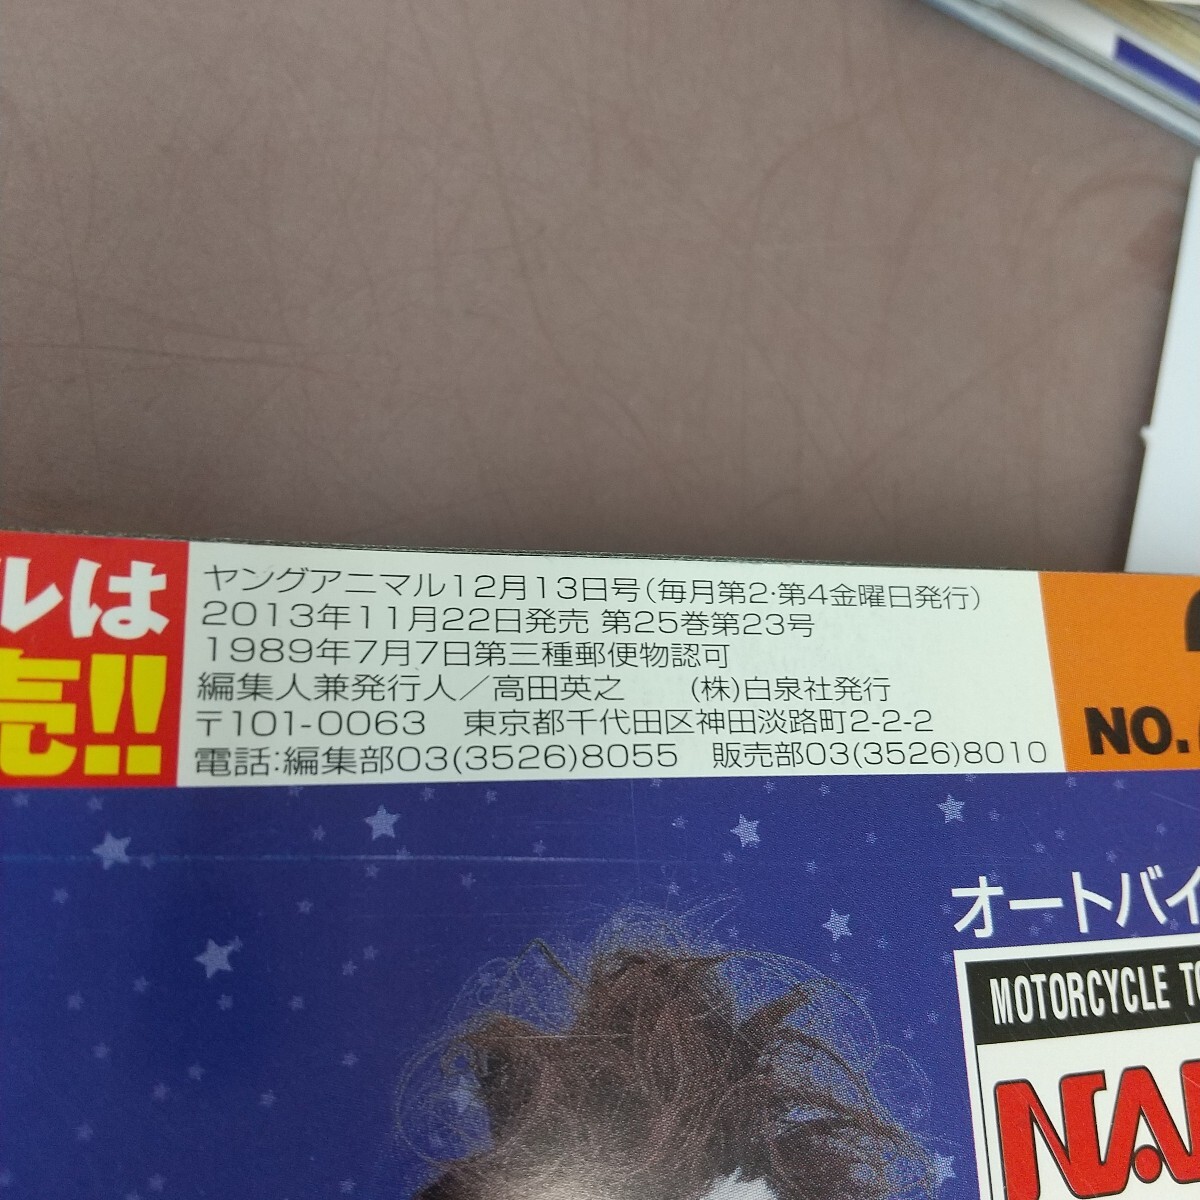 ルは
売!!
ヤングアニマル12月13日号(毎月第2·第4金曜日発行)
2013年11月22日発売 第25巻第23号
1989年7月7日第三種郵便物認可
編集人兼発行人／高田英之　(株)白泉社発行
〒101-0063　東京都千代田区神田淡路町2-2-2
電話:編集部03(3526)8055　販売部03(3526)8010
NO.
オートバイ
MOTORCYCLE